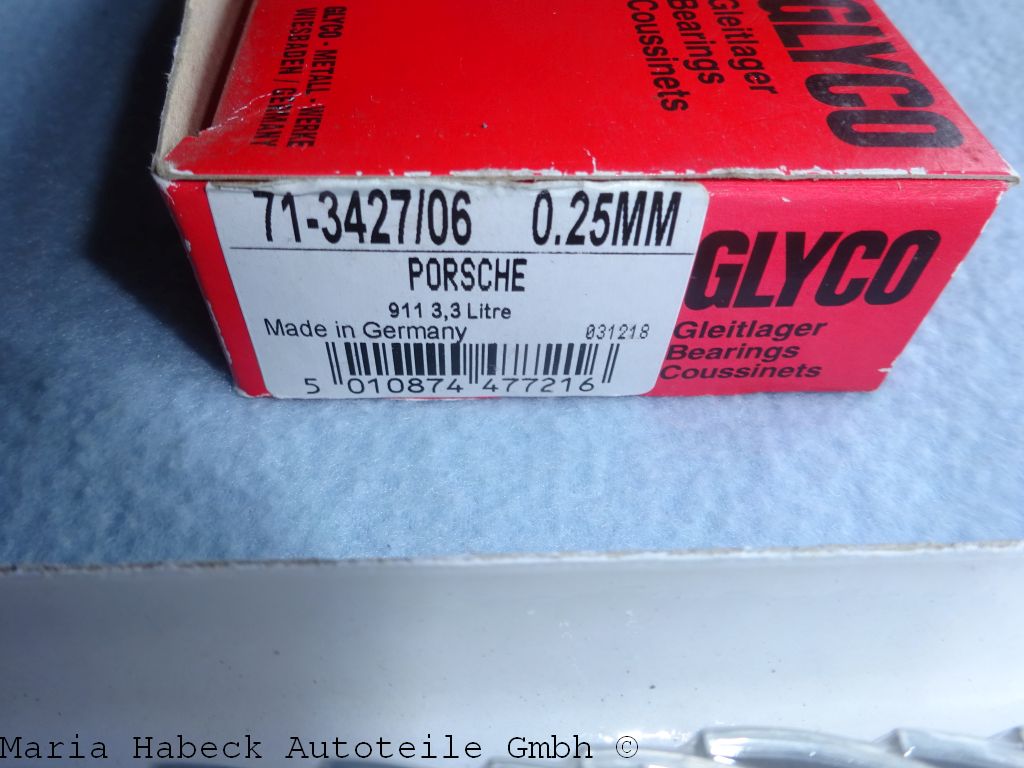 GLYCO
Gleitlager
Bearings
Coussinets
GLYCO - METALL - WERKE
WIESBADEN / GERMANY
71-3427/06 0.25MM
PORSCHE
911 3,3 Litre
Made in Germany 031218
5 010874 477216
GLYCO
Gleitlager
Bearings
Coussinets
Maria Habeck Autoteile Gmbh ©